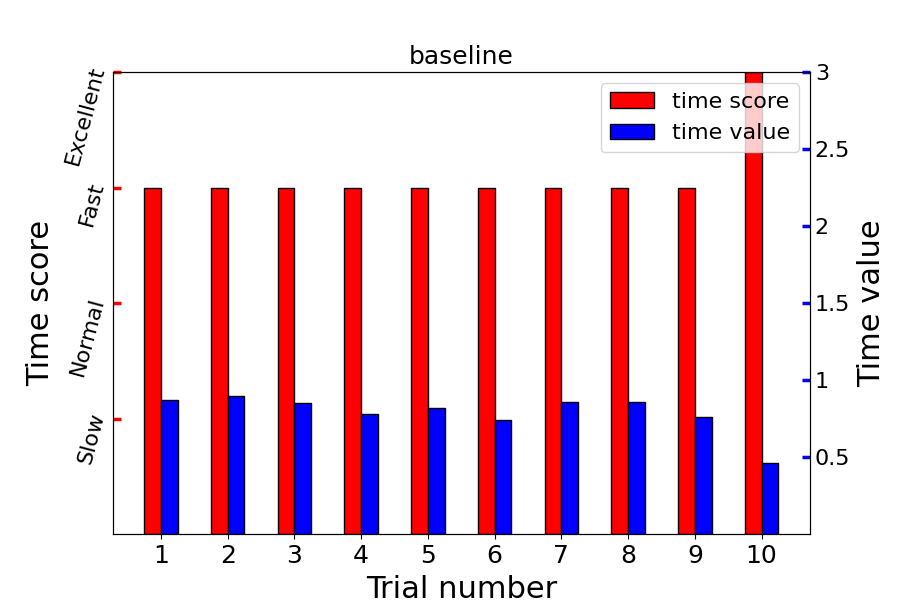 baseline
time score
time value
Time score
Excellent
Fast
Normal
Slow
3
2.5
2
1.5
1
0.5
Time value
1 2 3 4 5 6 7 8 9 10
Trial number